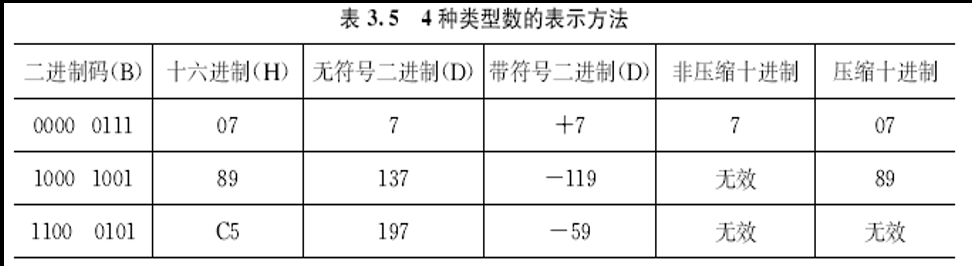 表 3.5 4 种类型数的表示方法
二进制码(B) 十六进制(H) 无符号二进制(D) 带符号二进制(D) 非压缩十进制 压缩十进制
0000 0111 07 7 +7 7 07
1000 1001 89 137 －119 无效 89
1100 0101 C5 197 －59 无效 无效